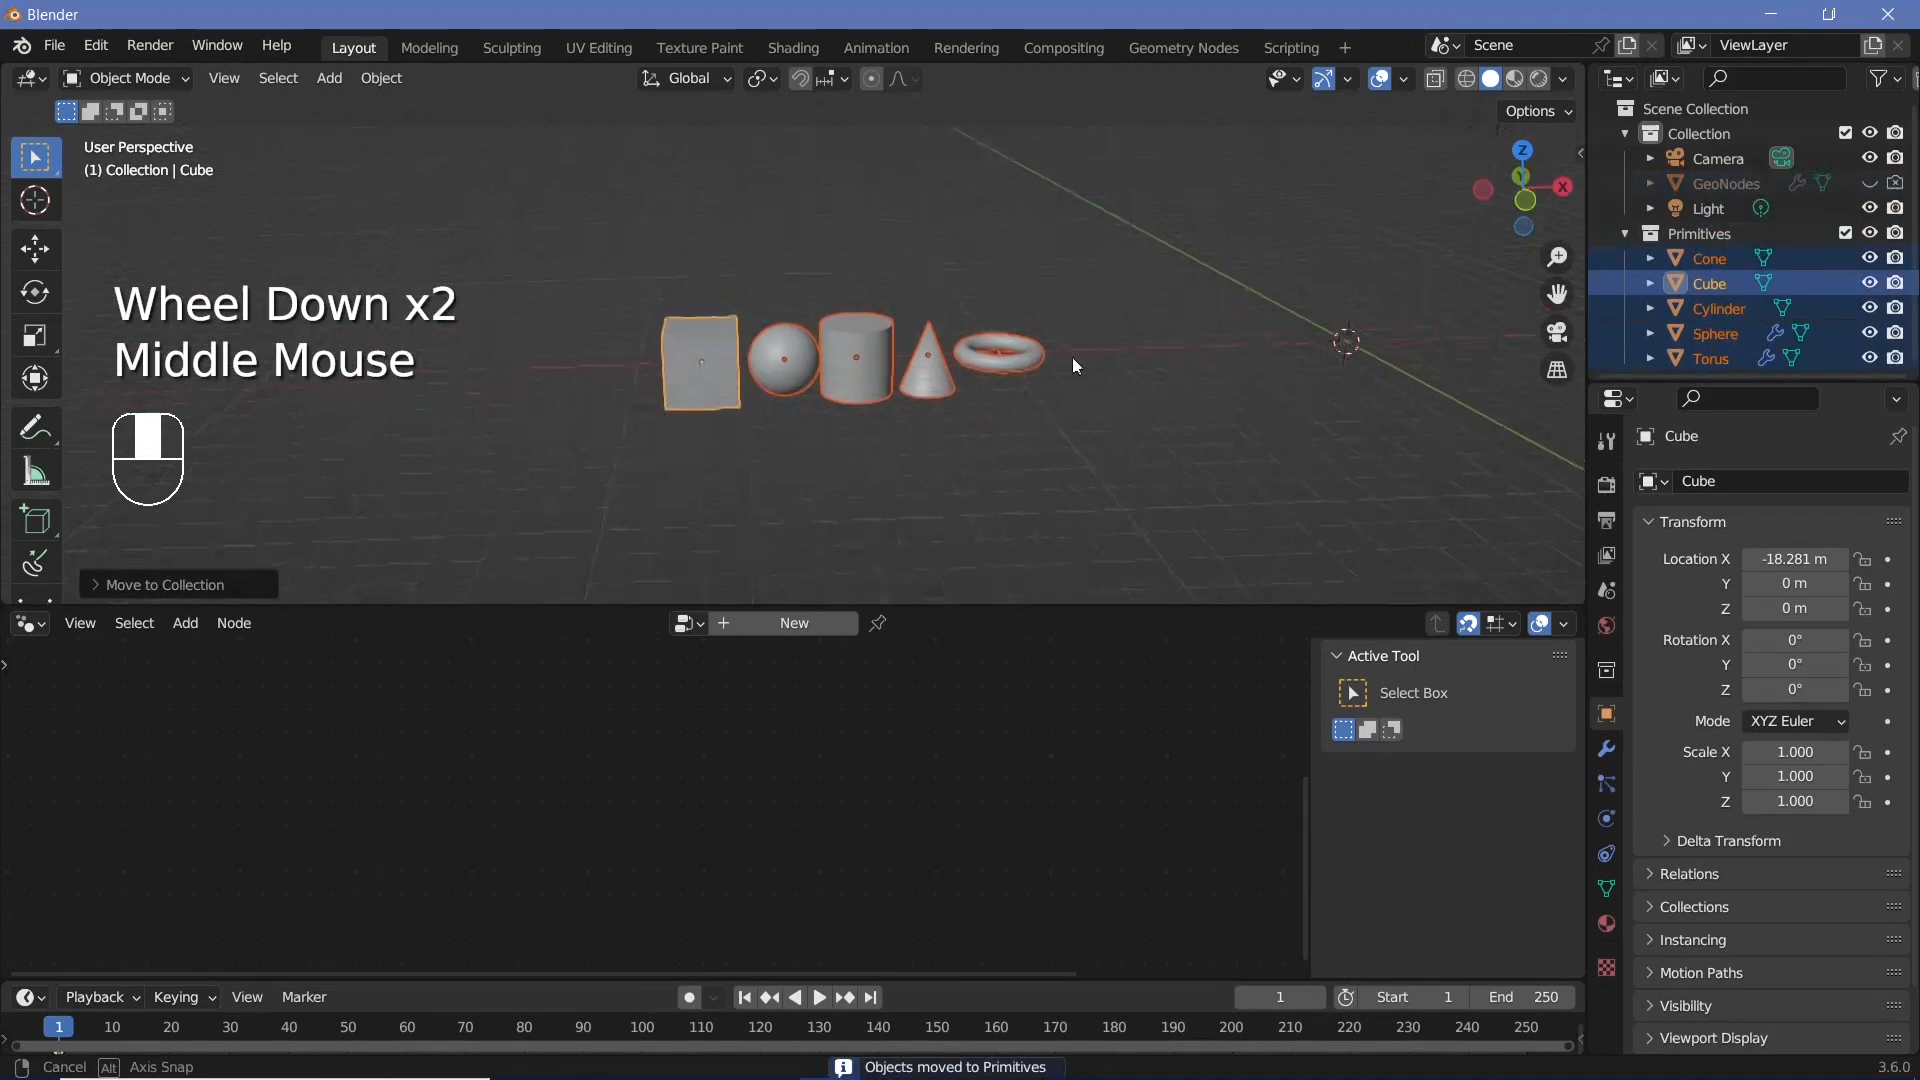 Blender
File Edit Render Window Help
Layout Modeling Sculpting UV Editing Texture Paint Shading Animation Rendering Compositing Geometry Nodes Scripting +
Scene
ViewLayer
Object Mode View Select Add Object
Global
Options
User Perspective
(1) Collection | Cube
Z
Y
X
Wheel Down x2
Middle Mouse
Move to Collection
Scene Collection
Collection
Camera
GeoNodes
Light
Primitives
Cone
Cube
Cylinder
Sphere
Torus
Cube
Cube
Transform
Location X -18.281 m
Y 0 m
Z 0 m
Rotation X 0°
Y 0°
Z 0°
Mode XYZ Euler
Scale X 1.000
Y 1.000
Z 1.000
Delta Transform
Relations
Collections
Instancing
Motion Paths
Visibility
Viewport Display
View Select Add Node
+ New
Active Tool
Select Box
Playback Keying View Marker
1
Start 1
End 250
1 10 20 30 40 50 60 70 80 90 100 110 120 130 140 150 160 170 180 190 200 210 220 230 240 250
Cancel Alt Axis Snap
Objects moved to Primitives
3.6.0